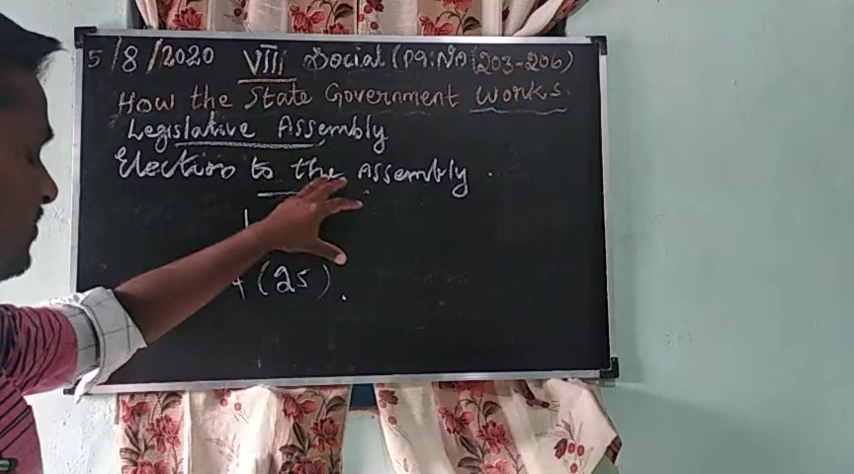 5/8/2020 VIII Social (pg:No (203-206)
How the State Government works.
Legislative Assembly
Election to the Assembly.
(25).